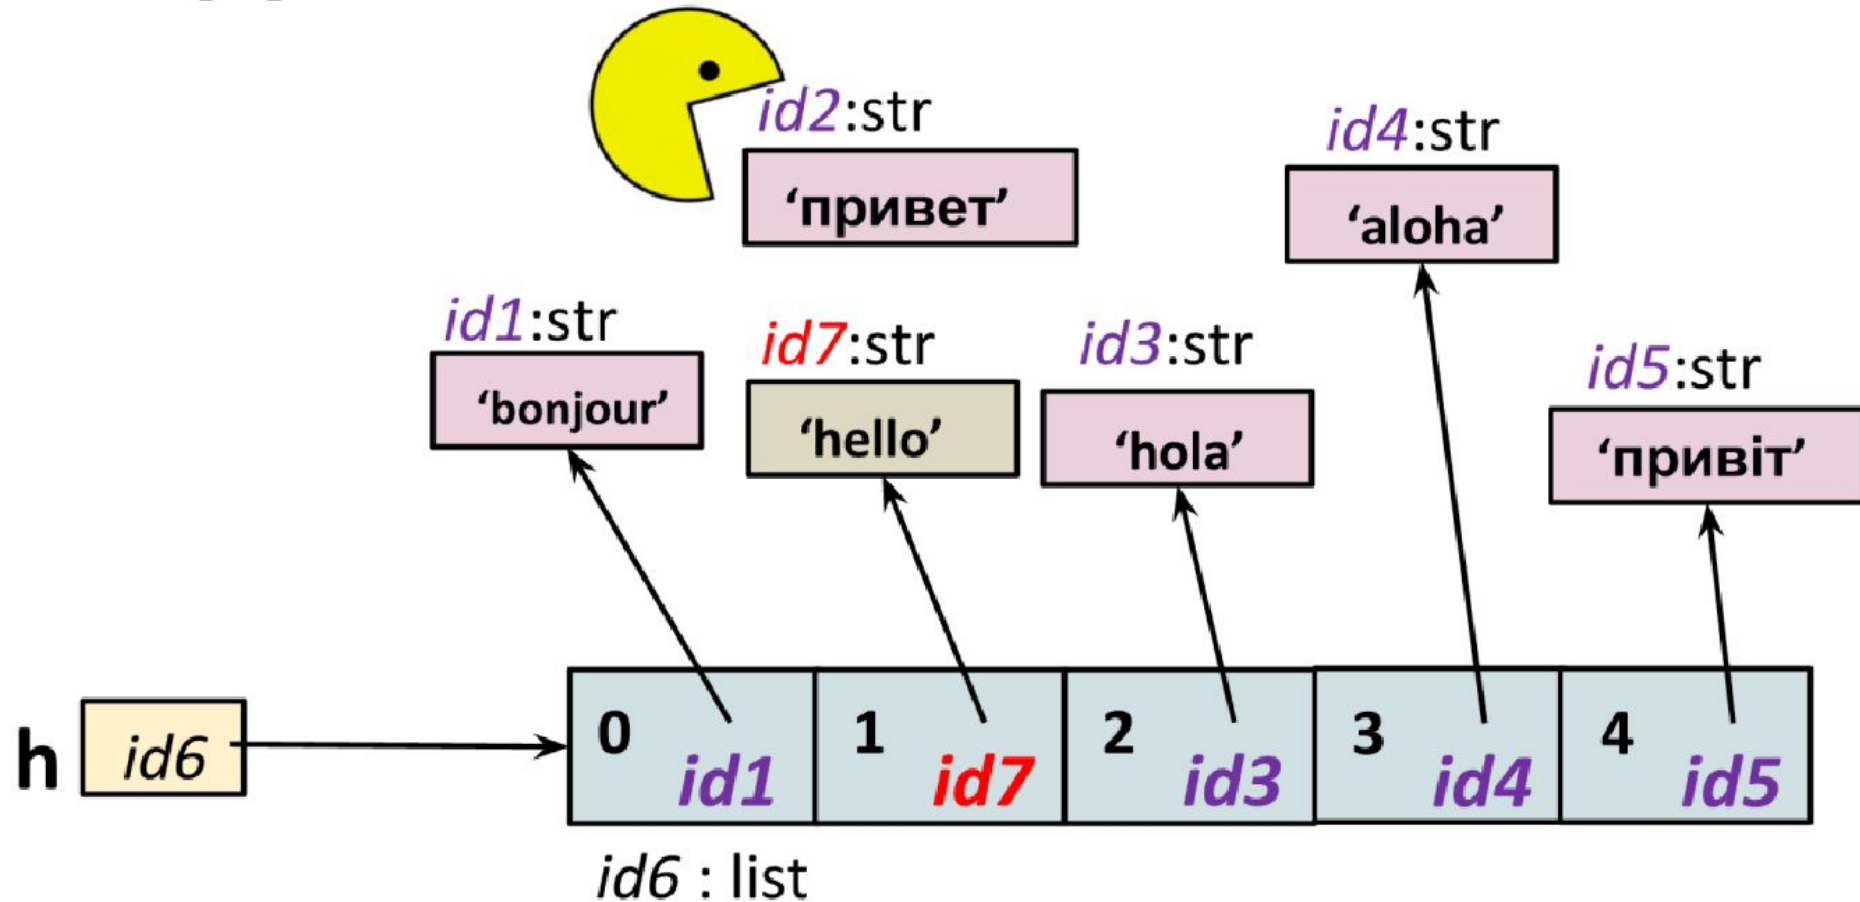 id2:str
‘привет’
id4:str
‘aloha’
id1:str
‘bonjour’
id7:str
‘hello’
id3:str
‘hola’
id5:str
‘привіт’
h id6
0 id1
1 id7
2 id3
3 id4
4 id5
id6 : list